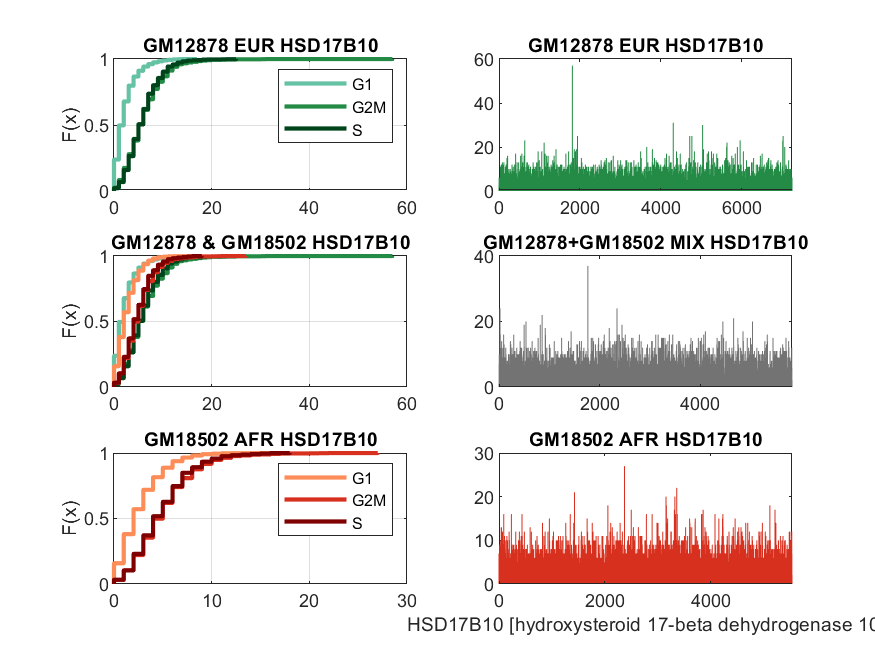 GM12878 EUR HSD17B10
F(x)
1
0.5
0
0 20 40 60
G1
G2M
S
GM12878 EUR HSD17B10
60
40
20
0
0 2000 4000 6000
GM12878 & GM18502 HSD17B10
F(x)
1
0.5
0
0 20 40 60
GM12878+GM18502 MIX HSD17B10
40
20
0
0 2000 4000
GM18502 AFR HSD17B10
F(x)
1
0.5
0
0 10 20 30
G1
G2M
S
GM18502 AFR HSD17B10
30
20
10
0
0 2000 4000
HSD17B10 [hydroxysteroid 17-beta dehydrogenase 10